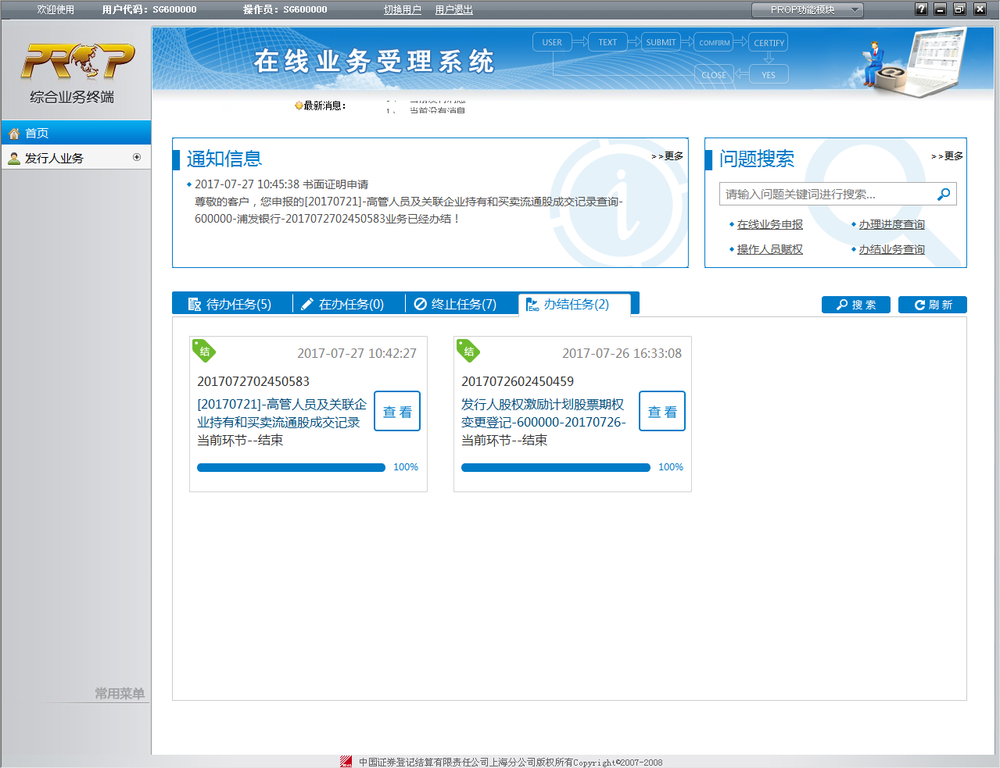 欢迎使用 用户代码：SG600000 操作员：SG600000 切换用户 用户退出 PROP功能模块
PROP
综合业务终端
在线业务受理系统
USER TEXT SUBMIT COMFIRM CERTIFY
CLOSE YES
最新消息：
1、 当前没有消息
首页
发行人业务
通知信息 >>更多
2017-07-27 10:45:38 书面证明申请
尊敬的客户，您申报的[20170721]-高管人员及关联企业持有和买卖流通股成交记录查询-
600000-浦发银行-2017072702450583业务已经办结！
问题搜索 >>更多
请输入问题关键词进行搜索...
在线业务申报 办理进度查询
操作人员赋权 办结业务查询
待办任务(5) 在办任务(0) 终止任务(7) 办结任务(2) 搜 索 刷 新
结 2017-07-27 10:42:27
2017072702450583
[20170721]-高管人员及关联企
业持有和买卖流通股成交记录
当前环节--结束
查 看
100%
结 2017-07-26 16:33:08
2017072602450459
发行人股权激励计划股票期权
变更登记-600000-20170726-
当前环节--结束
查 看
100%
常用菜单
中国证券登记结算有限责任公司上海分公司版权所有Copyright©2007-2008